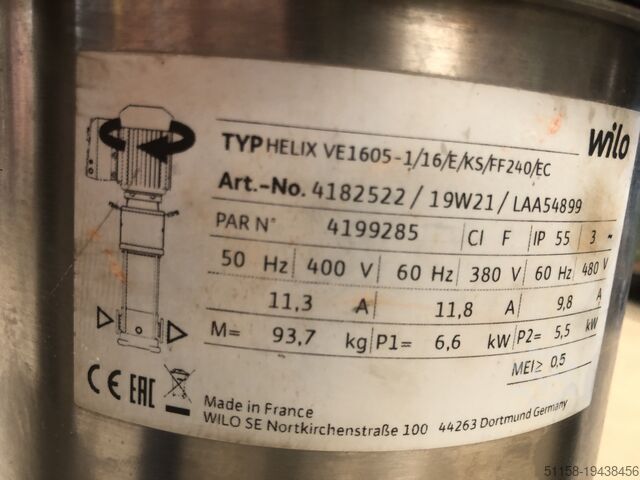 wilo
TYP HELIX VE1605-1/16/E/KS/FF240/EC
Art.-No. 4182522 / 19W21 / LAA54899
PAR N° 4199285 CI F IP 55 3 ~
50 Hz 400 V 60 Hz 380 V 60 Hz 480 V
11,3 A 11,8 A 9,8 A
M= 93,7 kg P1= 6,6 kW P2= 5,5 kW
MEI≥ 0,5
CE EAC
Made in France
WILO SE Nortkirchenstraße 100 44263 Dortmund Germany
51158-19438456